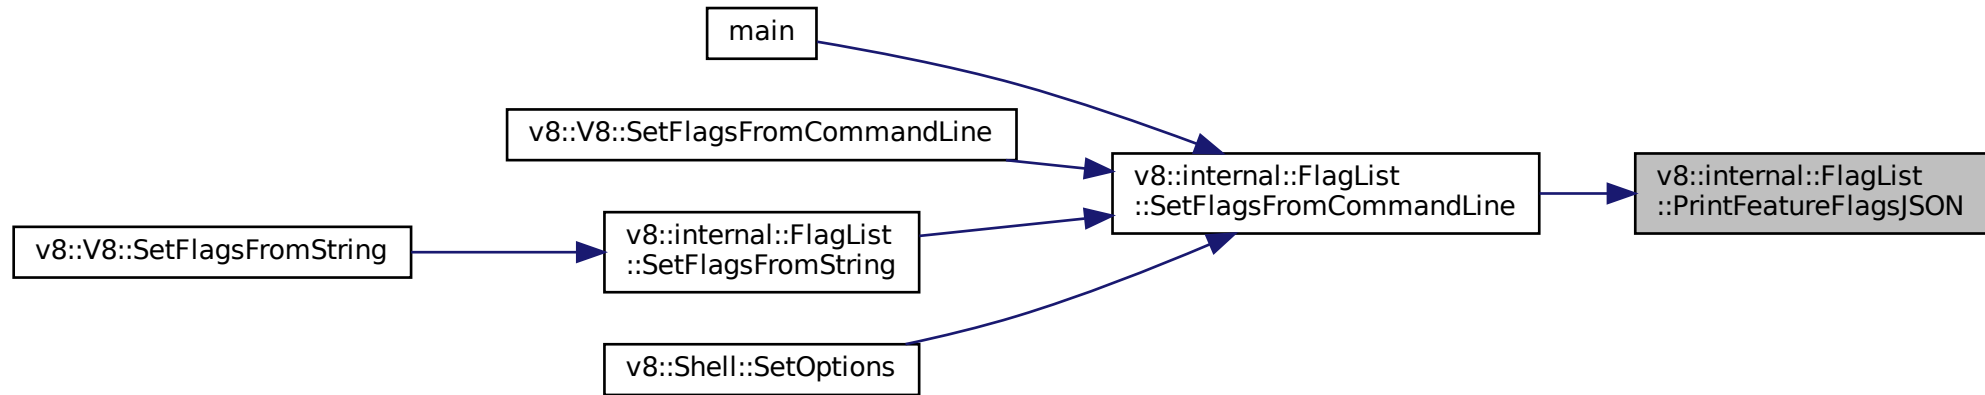 main
v8::V8::SetFlagsFromCommandLine
v8::internal::FlagList
::SetFlagsFromCommandLine
v8::internal::FlagList
::PrintFeatureFlagsJSON
v8::internal::FlagList
::SetFlagsFromString
v8::V8::SetFlagsFromString
v8::Shell::SetOptions